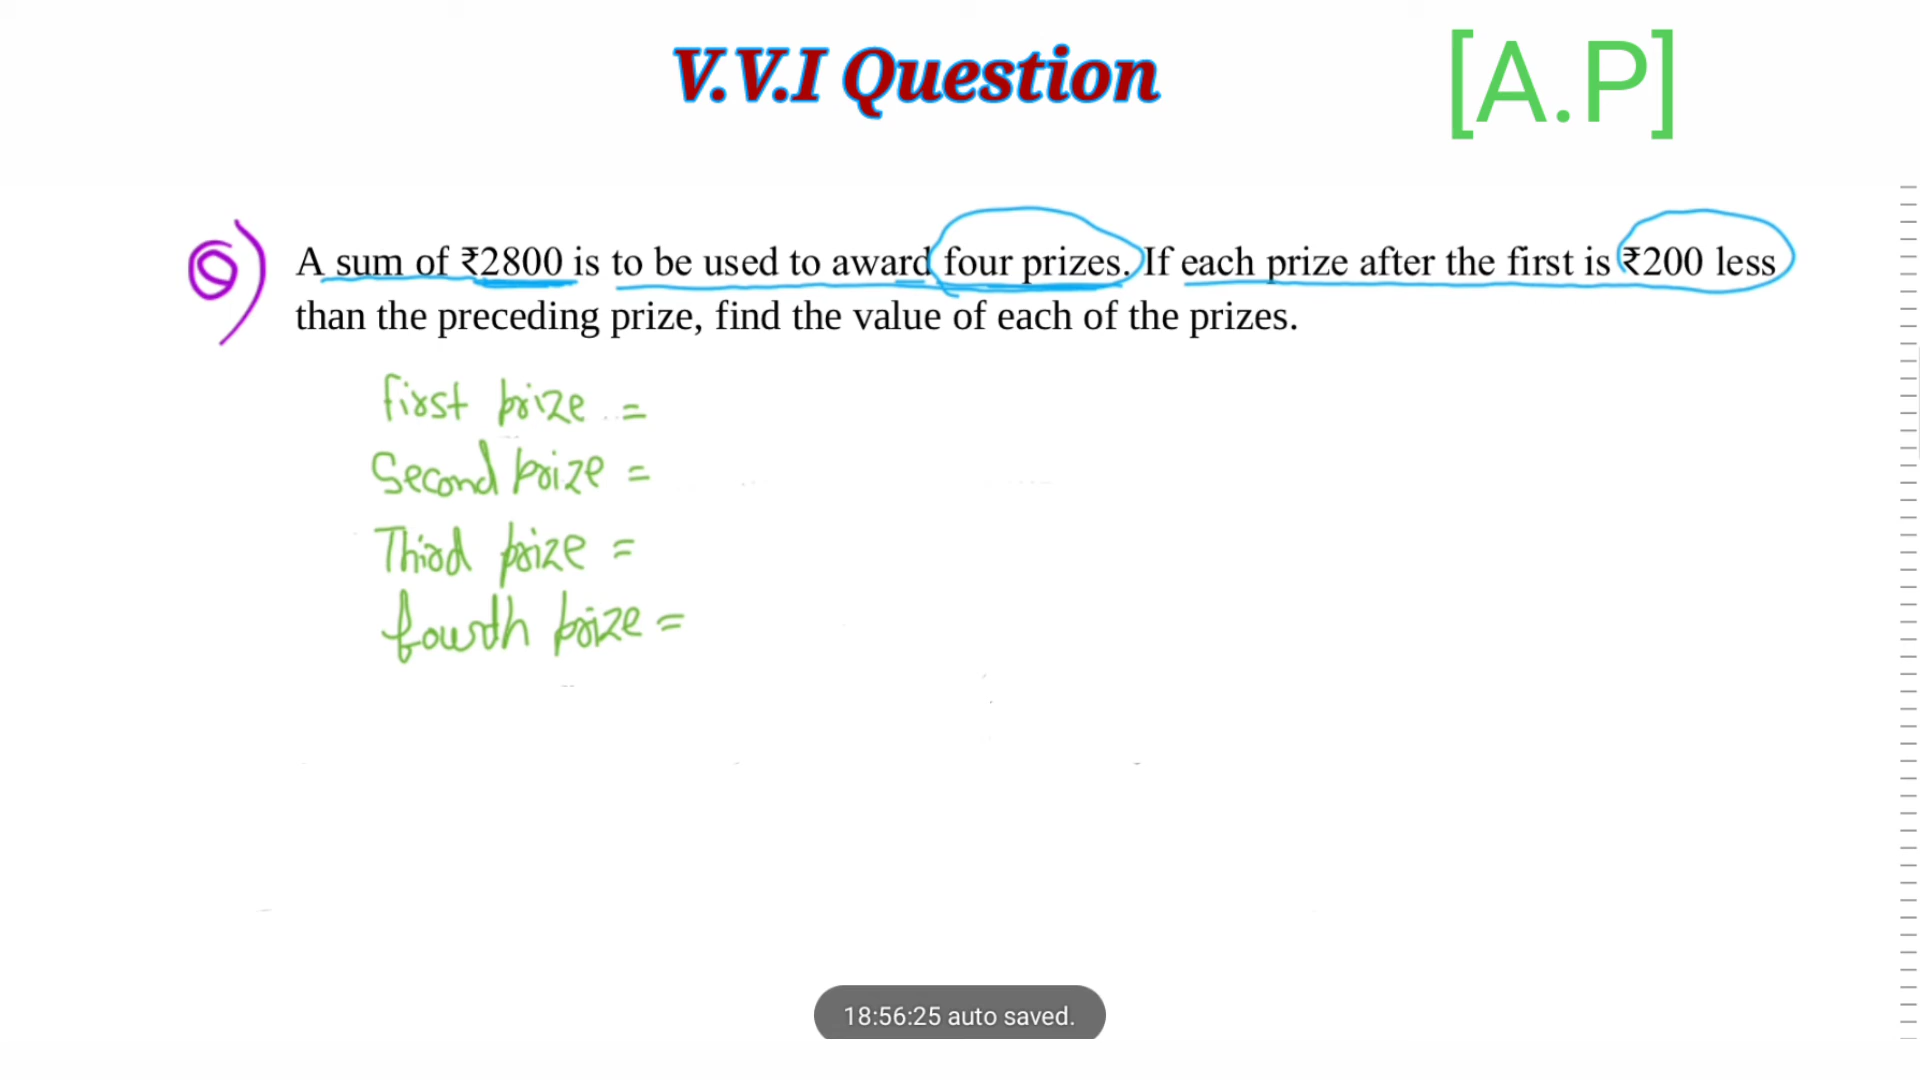 V.V.I Question
[A.P]
Q) A sum of ₹2800 is to be used to award four prizes. If each prize after the first is ₹200 less
than the preceding prize, find the value of each of the prizes.
First prize =
Second prize =
Third prize =
fourth prize =
18:56:25 auto saved.